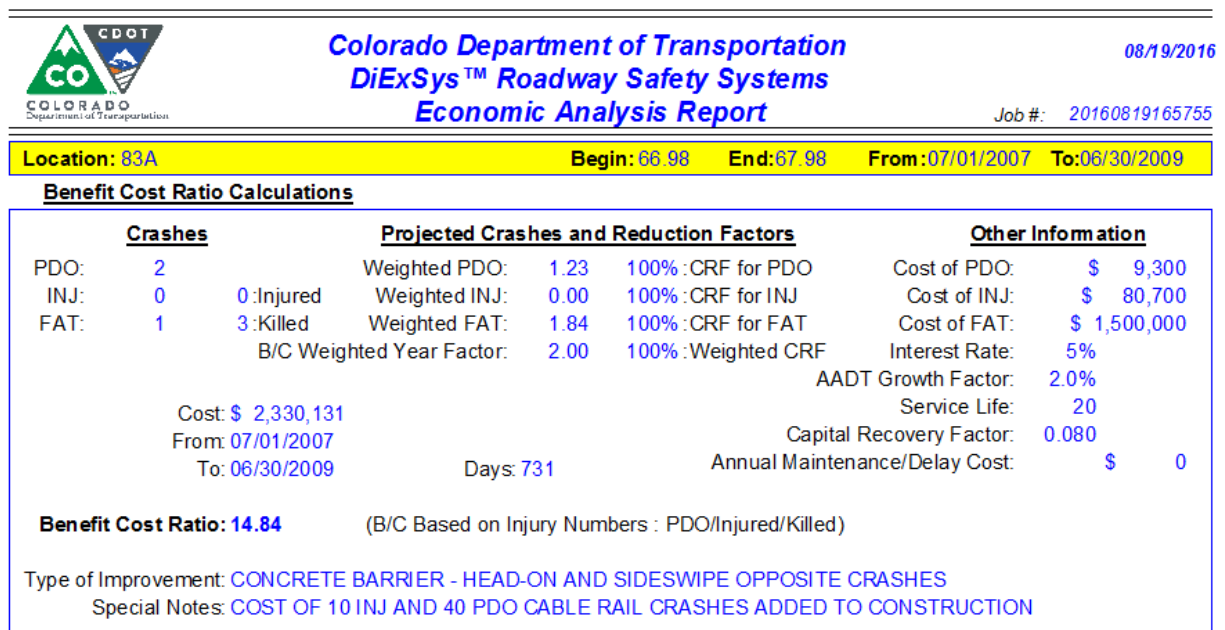 CDOT
CO
COLORADO
Department of Transportation
Colorado Department of Transportation
DiExSys™ Roadway Safety Systems
Economic Analysis Report
08/19/2016
Job #: 20160819165755
Location: 83A Begin: 66.98 End:67.98 From:07/01/2007 To:06/30/2009
Benefit Cost Ratio Calculations
Crashes Projected Crashes and Reduction Factors Other Information
PDO: 2 Weighted PDO: 1.23 100% :CRF for PDO Cost of PDO: $ 9,300
INJ: 0 0 :Injured Weighted INJ: 0.00 100% :CRF for INJ Cost of INJ: $ 80,700
FAT: 1 3 :Killed Weighted FAT: 1.84 100% :CRF for FAT Cost of FAT: $ 1,500,000
B/C Weighted Year Factor: 2.00 100% :Weighted CRF Interest Rate: 5%
AADT Growth Factor: 2.0%
Cost: $ 2,330,131 Service Life: 20
From: 07/01/2007 Capital Recovery Factor: 0.080
To: 06/30/2009 Days: 731 Annual Maintenance/Delay Cost: $ 0
Benefit Cost Ratio: 14.84 (B/C Based on Injury Numbers : PDO/Injured/Killed)
Type of Improvement: CONCRETE BARRIER - HEAD-ON AND SIDESWIPE OPPOSITE CRASHES
Special Notes: COST OF 10 INJ AND 40 PDO CABLE RAIL CRASHES ADDED TO CONSTRUCTION